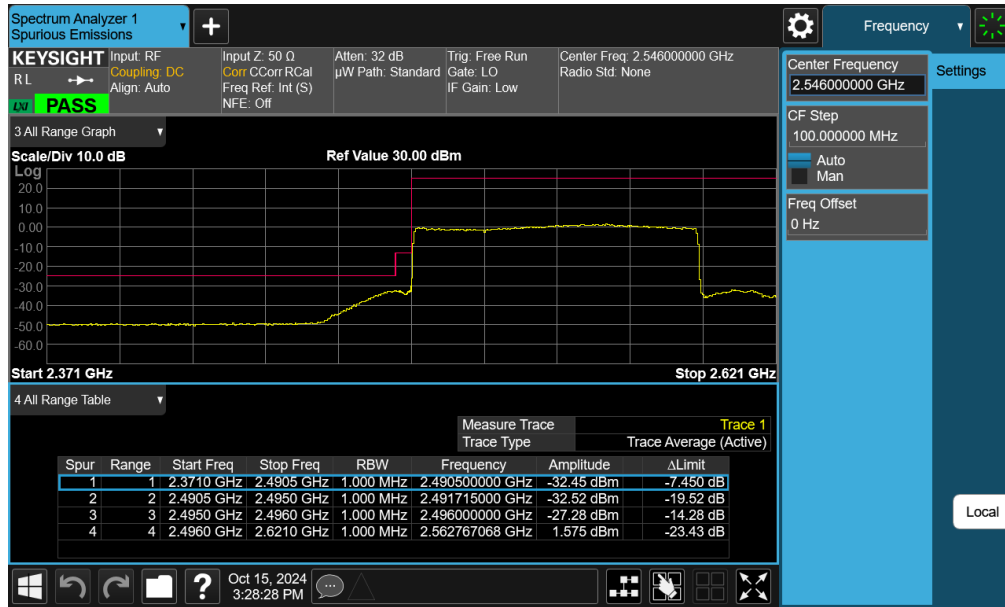 Spectrum Analyzer 1
Spurious Emissions
+
Frequency
KEYSIGHT
R L
LXI
PASS
Input: RF
Coupling: DC
Align: Auto
Input Z: 50 Ω
Corr CCorr RCal
Freq Ref: Int (S)
NFE: Off
Atten: 32 dB
µW Path: Standard
Trig: Free Run
Gate: LO
IF Gain: Low
Center Freq: 2.546000000 GHz
Radio Std: None
Center Frequency
2.546000000 GHz
Settings
CF Step
100.000000 MHz
Auto
Man
Freq Offset
0 Hz
3 All Range Graph
Scale/Div 10.0 dB
Ref Value 30.00 dBm
Log
20.0
10.0
0.00
-10.0
-20.0
-30.0
-40.0
-50.0
-60.0
Start 2.371 GHz
Stop 2.621 GHz
4 All Range Table
Measure Trace Trace 1
Trace Type Trace Average (Active)
Spur Range Start Freq Stop Freq RBW Frequency Amplitude ΔLimit
1 1 2.3710 GHz 2.4905 GHz 1.000 MHz 2.490500000 GHz -32.45 dBm -7.450 dB
2 2 2.4905 GHz 2.4950 GHz 1.000 MHz 2.491715000 GHz -32.52 dBm -19.52 dB
3 3 2.4950 GHz 2.4960 GHz 1.000 MHz 2.496000000 GHz -27.28 dBm -14.28 dB
4 4 2.4960 GHz 2.6210 GHz 1.000 MHz 2.562767068 GHz 1.575 dBm -23.43 dB
Local
?
Oct 15, 2024
3:28:28 PM